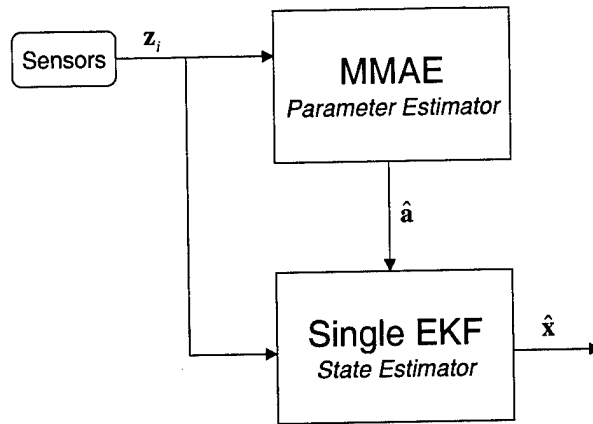 z_i
Sensors
MMAE
Parameter Estimator
â
Single EKF
State Estimator
x̂